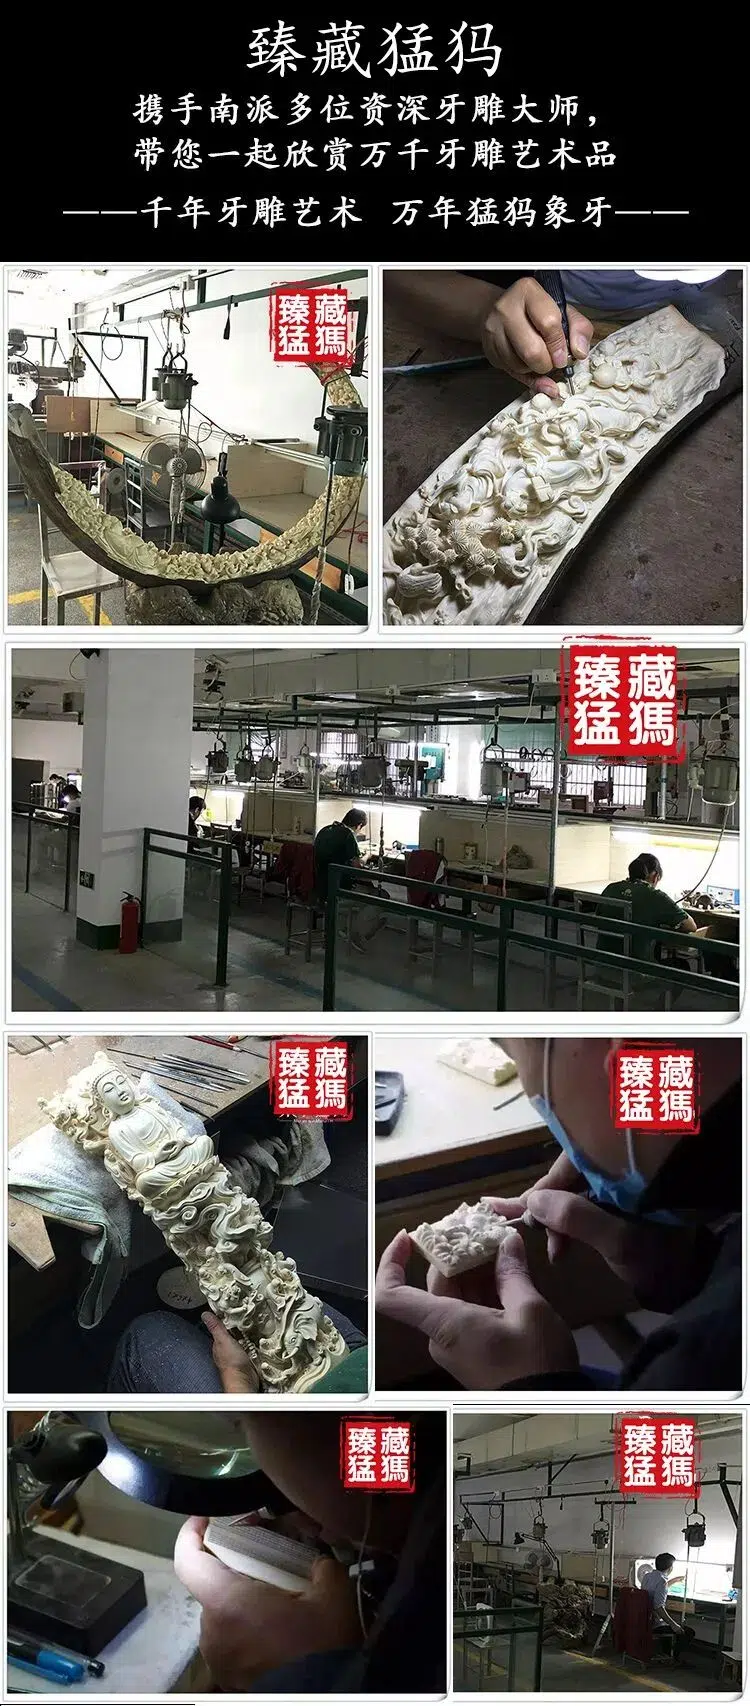 臻藏猛犸
携手南派多位资深牙雕大师，
带您一起欣赏万千牙雕艺术品
——千年牙雕艺术 万年猛犸象牙——
臻藏
猛獁
臻藏
猛獁
臻藏
猛獁
臻藏
猛獁
臻藏
猛獁
臻藏
猛獁